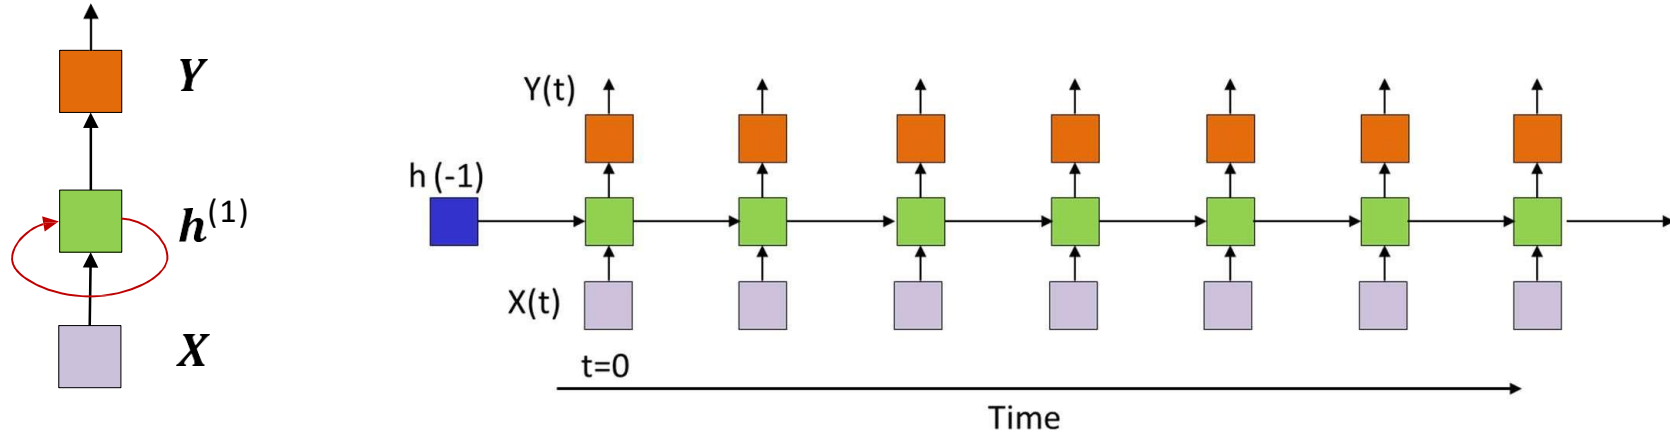 Y
h^(1)
X
Y(t)
h (-1)
X(t)
t=0
Time